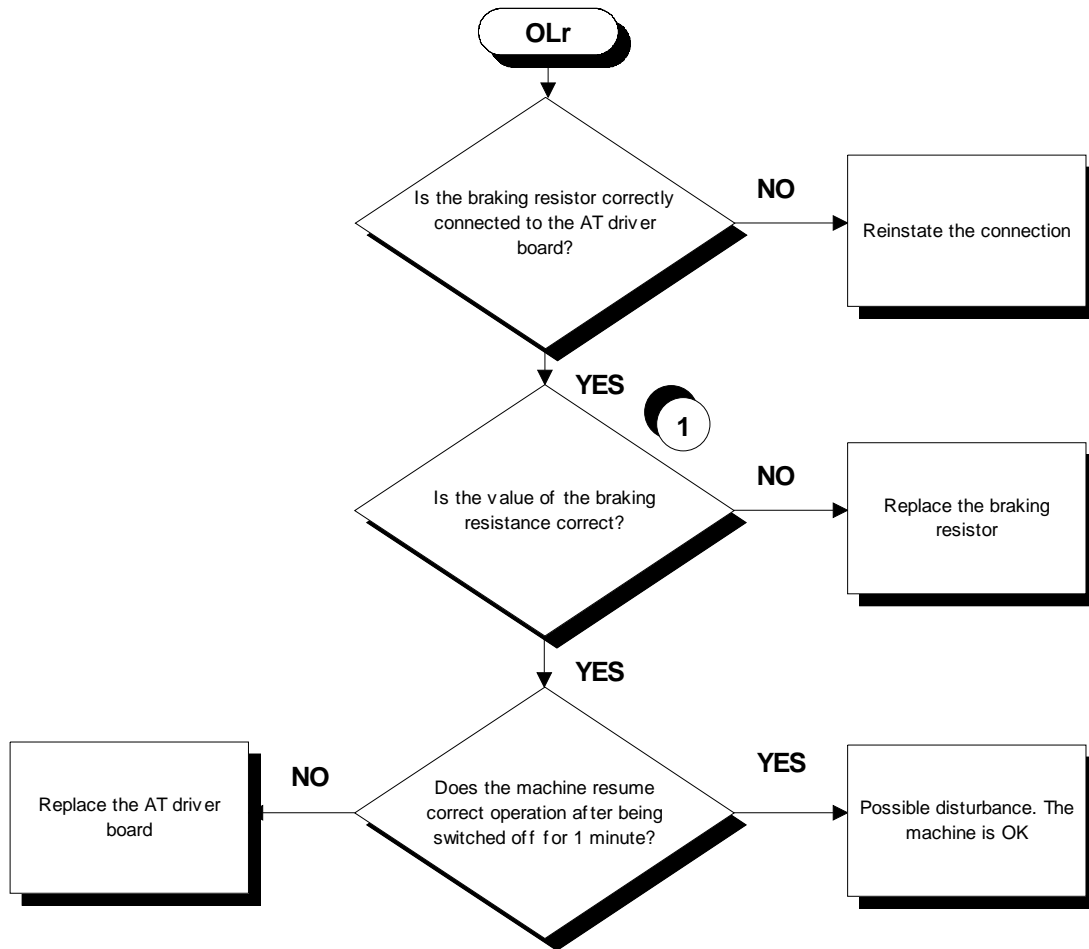 OLr
Is the braking resistor correctly
connected to the AT driver
board?
NO
Reinstate the connection
YES
1
Is the value of the braking
resistance correct?
NO
Replace the braking
resistor
YES
Does the machine resume
correct operation after being
switched off for 1 minute?
NO
Replace the AT driver
board
YES
Possible disturbance. The
machine is OK